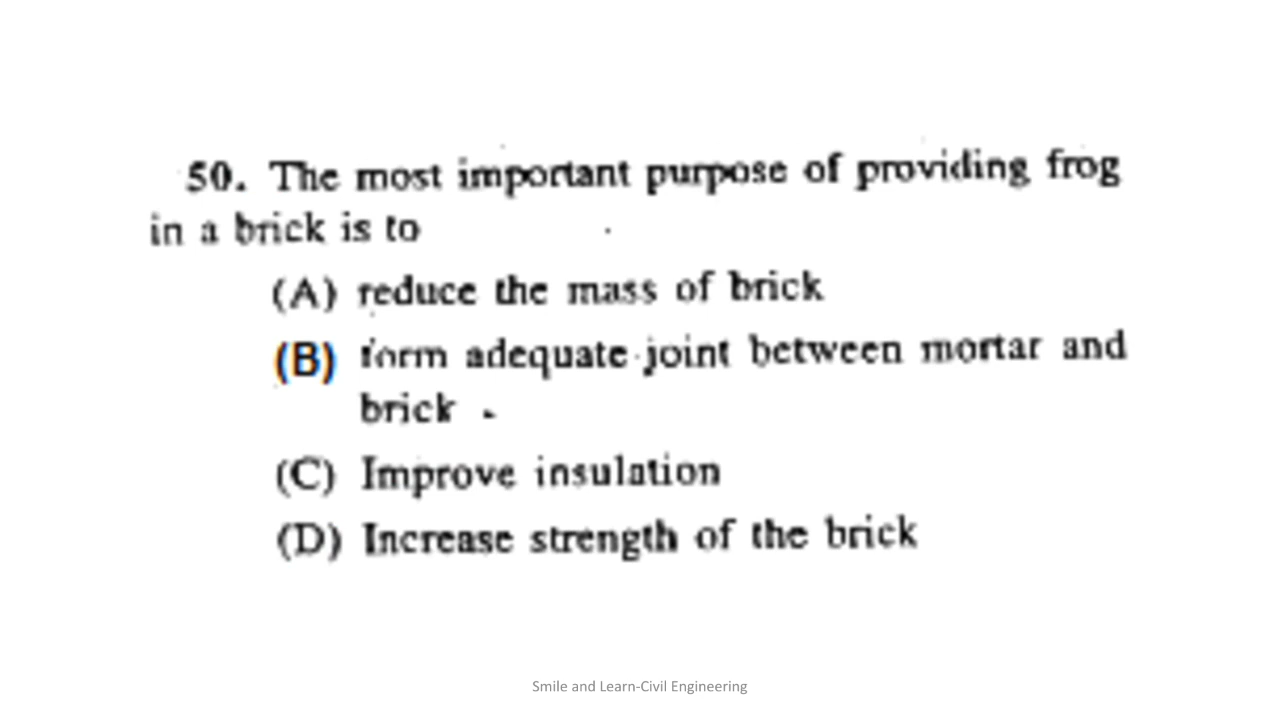 50. The most important purpose of providing frog
in a brick is to
(A) reduce the mass of brick
(B) form adequate joint between mortar and
brick
(C) Improve insulation
(D) Increase strength of the brick
Smile and Learn-Civil Engineering